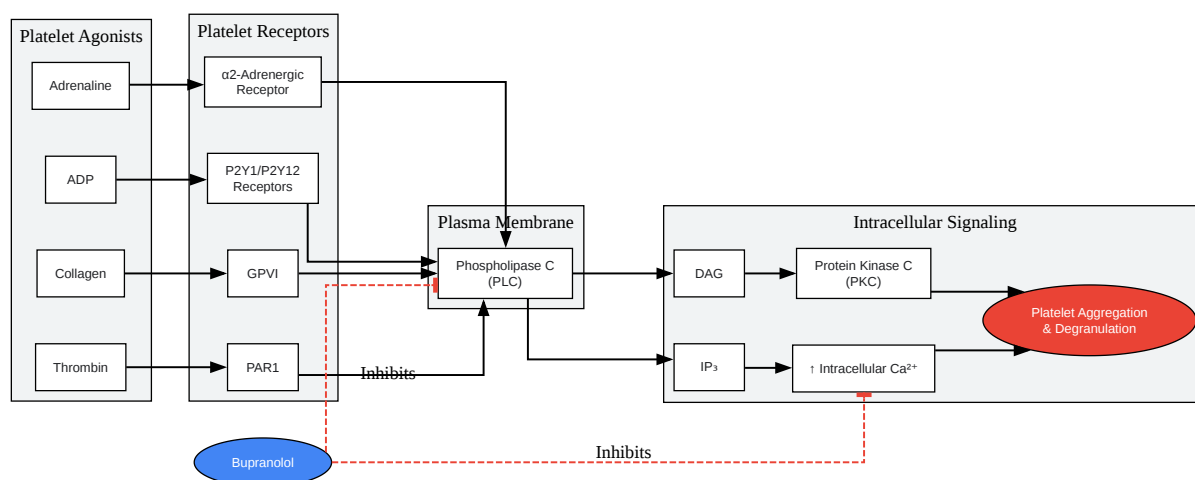 Platelet Agonists
Adrenaline
ADP
Collagen
Thrombin
Platelet Receptors
α2-Adrenergic
Receptor
P2Y1/P2Y12
Receptors
GPVI
PAR1
Plasma Membrane
Phospholipase C
(PLC)
Intracellular Signaling
DAG
Protein Kinase C
(PKC)
IP₃
↑ Intracellular Ca²⁺
Platelet Aggregation
& Degranulation
Inhibits
Bupranolol
Inhibits